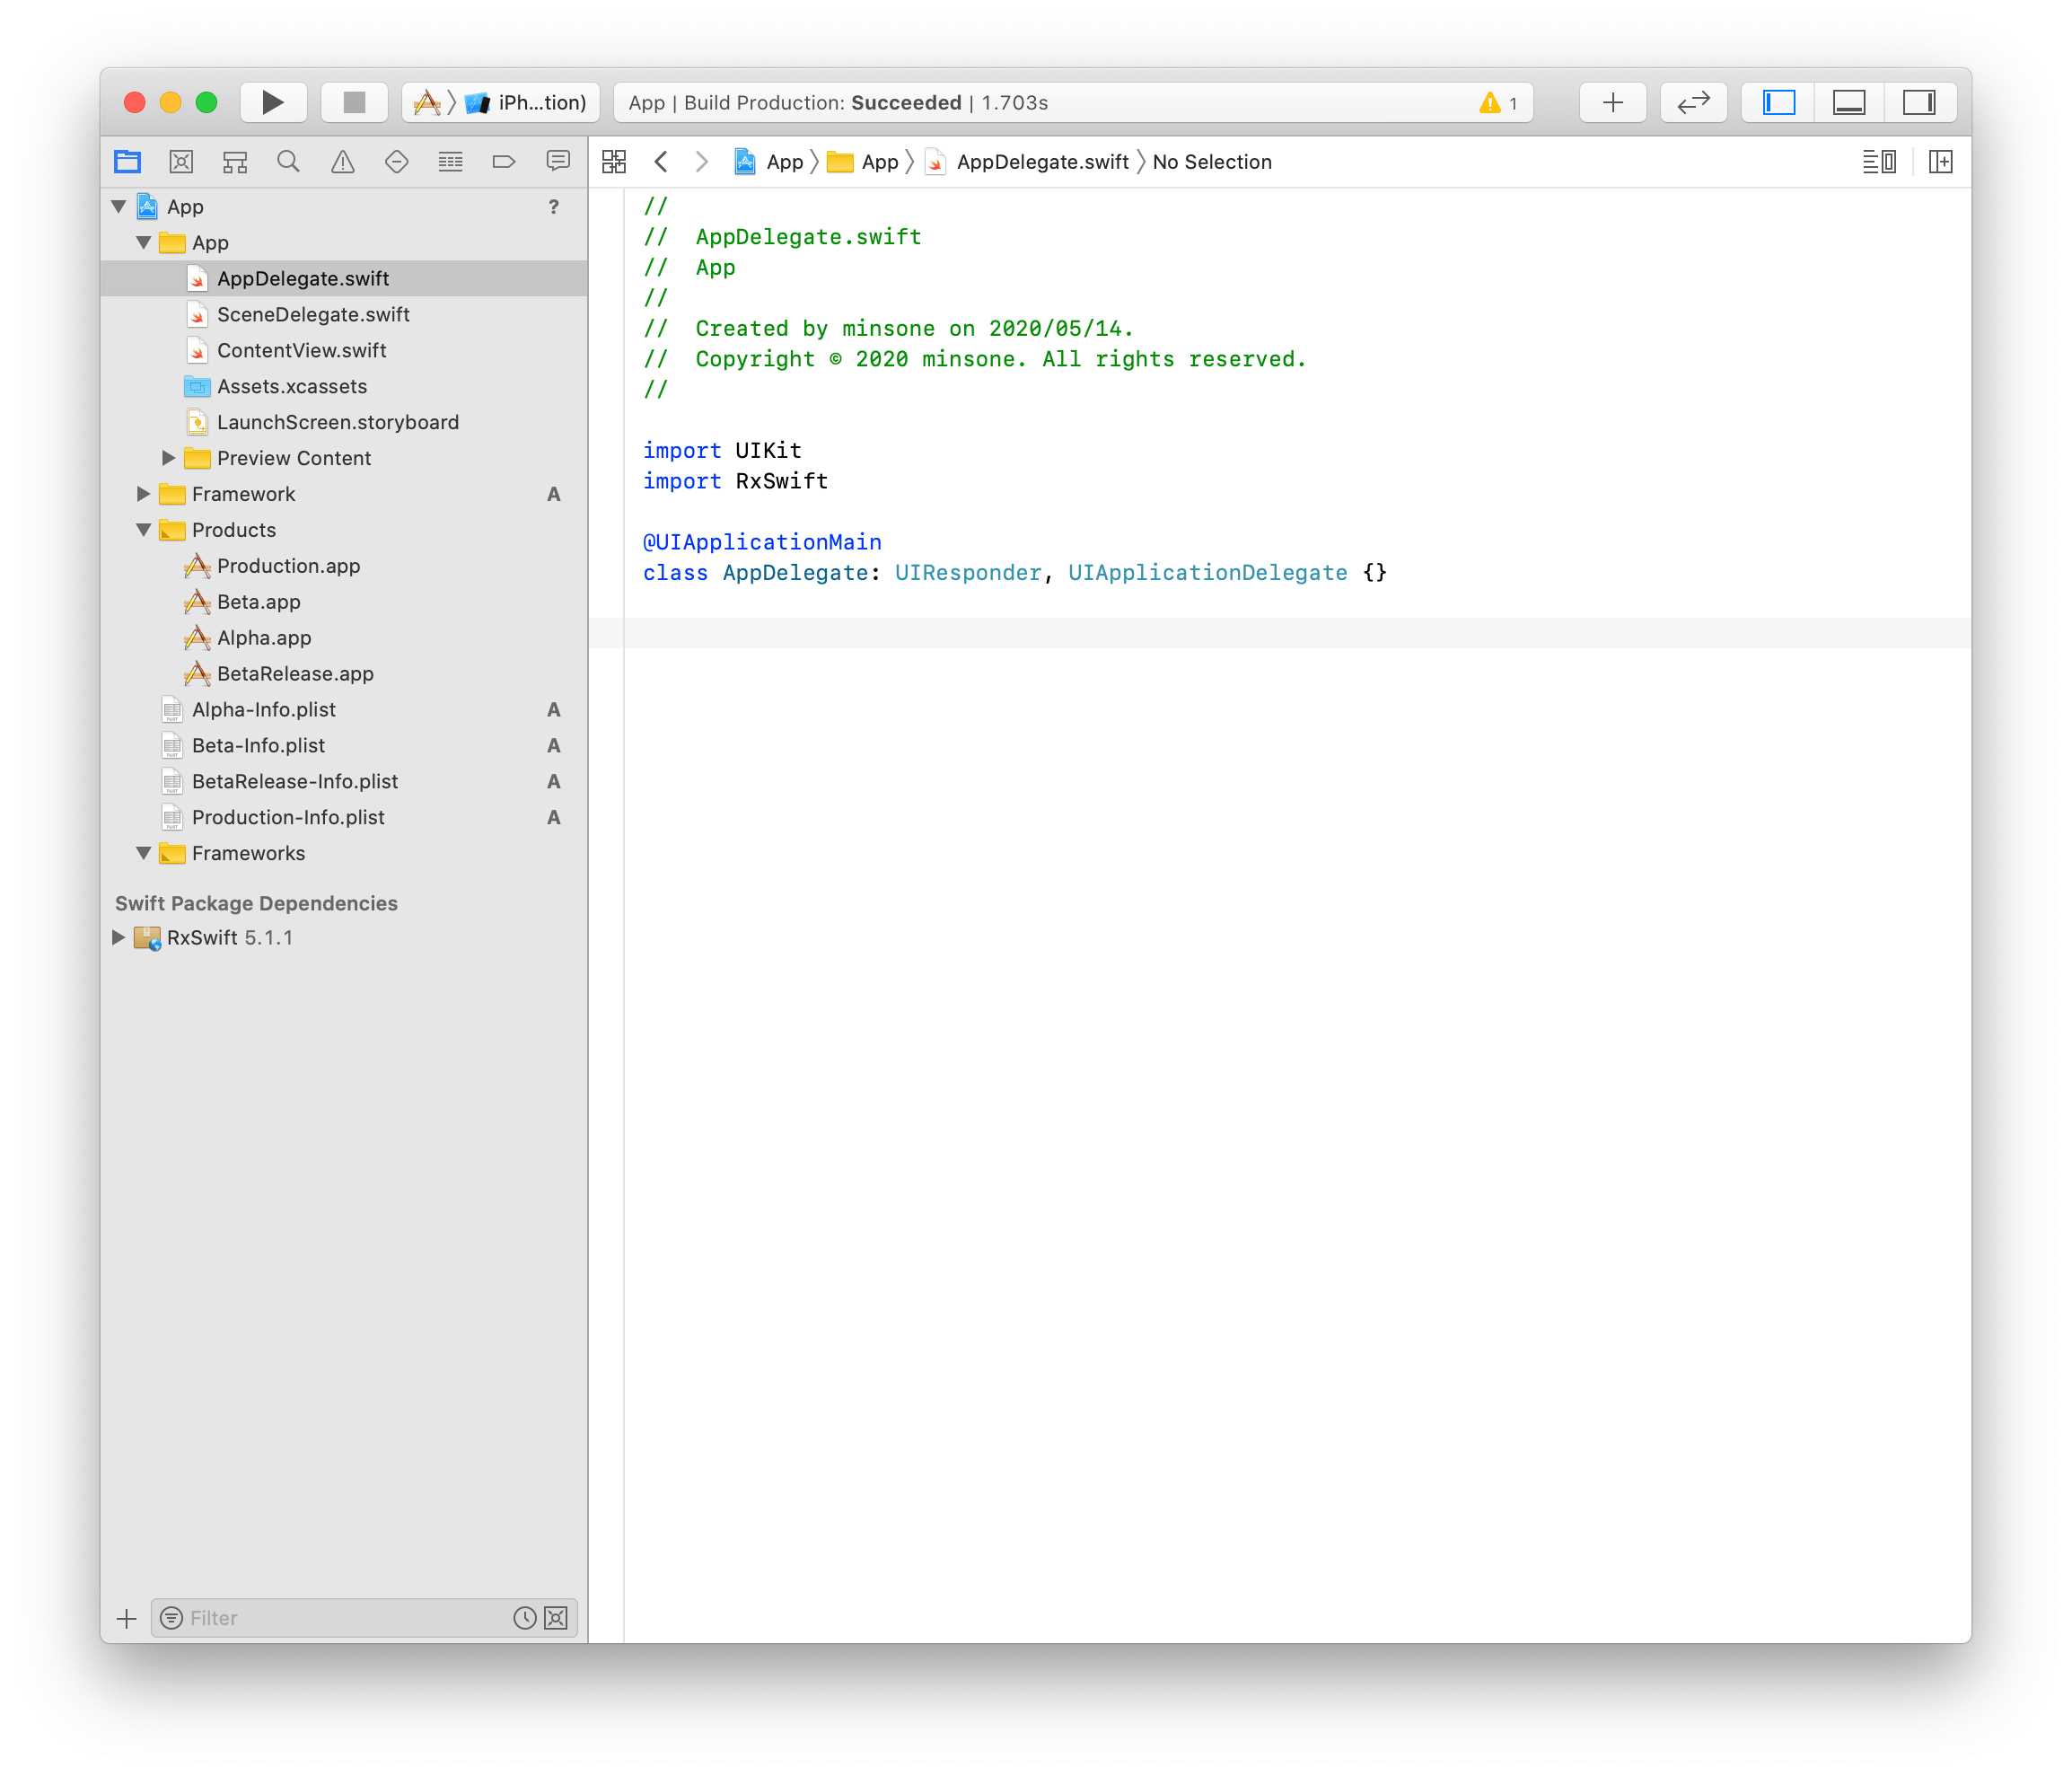 iPh...tion)
App | Build Production: Succeeded | 1.703s
1
App
App
AppDelegate.swift
No Selection
App ?
App
AppDelegate.swift
SceneDelegate.swift
ContentView.swift
Assets.xcassets
LaunchScreen.storyboard
Preview Content
Framework A
Products
Production.app
Beta.app
Alpha.app
BetaRelease.app
Alpha-Info.plist A
Beta-Info.plist A
BetaRelease-Info.plist A
Production-Info.plist A
Frameworks
Swift Package Dependencies
RxSwift 5.1.1
Filter
//
// AppDelegate.swift
// App
//
// Created by minsone on 2020/05/14.
// Copyright © 2020 minsone. All rights reserved.
//
import UIKit
import RxSwift
@UIApplicationMain
class AppDelegate: UIResponder, UIApplicationDelegate {}